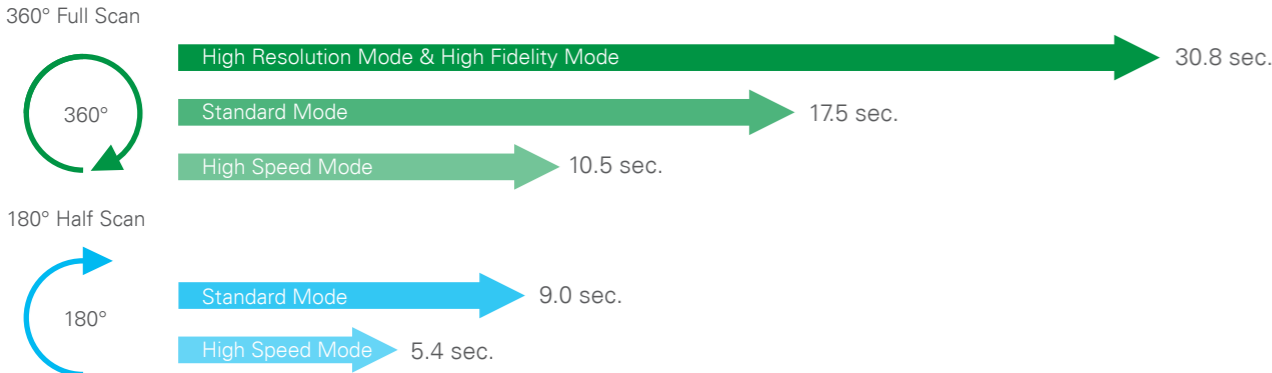 360° Full Scan
High Resolution Mode & High Fidelity Mode 30.8 sec.
360°
Standard Mode 17.5 sec.
High Speed Mode 10.5 sec.
180° Half Scan
180°
Standard Mode 9.0 sec.
High Speed Mode 5.4 sec.